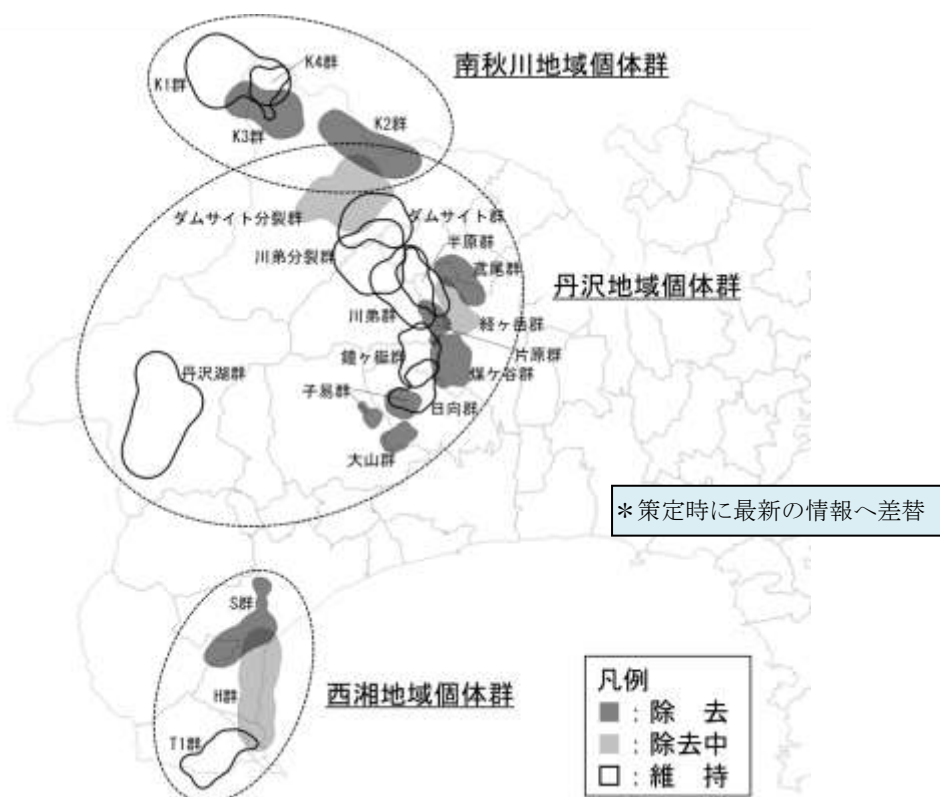 南秋川地域個体群
K4群
K1群
K3群
K2群
ダムサイト分裂群
ダムサイト群
川弟分裂群
半原群
鳶尾群
丹沢地域個体群
川弟群
経ヶ岳群
鐘ヶ嶽群
片原群
丹沢湖群
煤ケ谷群
子易群
日向群
大山群
＊策定時に最新の情報へ差替
S群
H群
西湘地域個体群
T1群
凡例
■：除　去
■：除去中
□：維　持